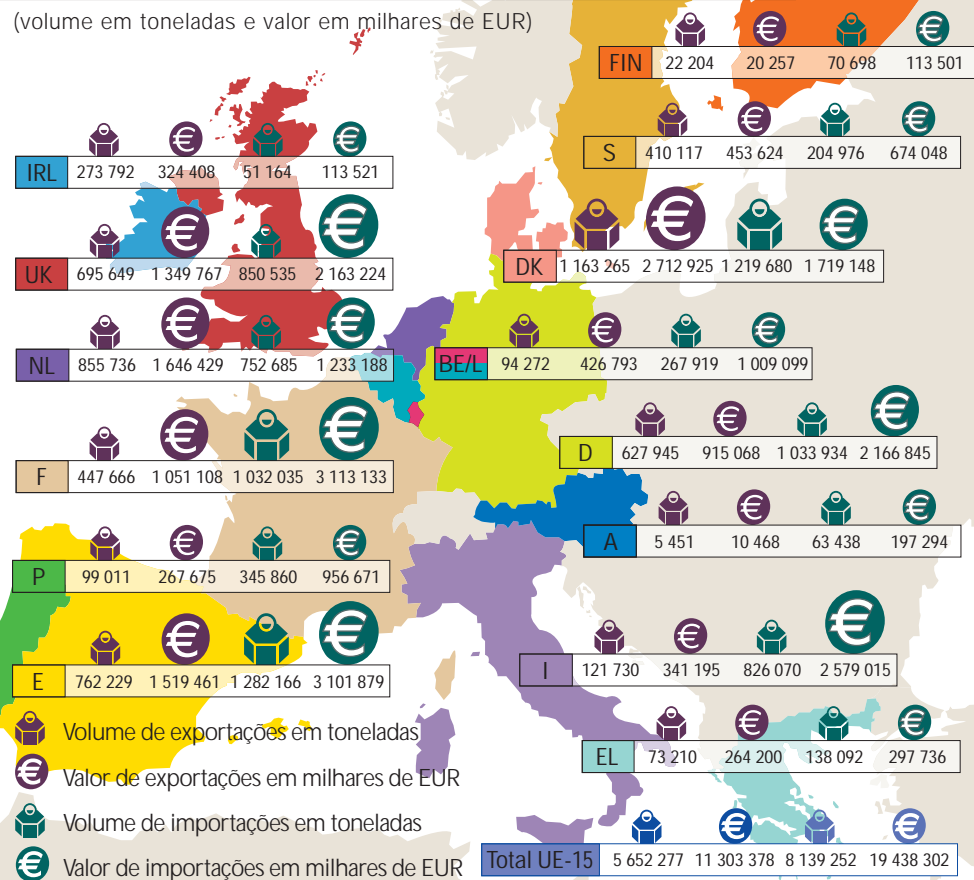 (volume em toneladas e valor em milhares de EUR)
FIN 22 204 20 257 70 698 113 501
S 410 117 453 624 204 976 674 048
IRL 273 792 324 408 51 164 113 521
UK 695 649 1 349 767 850 535 2 163 224
DK 1 163 265 2 712 925 1 219 680 1 719 148
NL 855 736 1 646 429 752 685 1 233 188
BE/L 94 272 426 793 267 919 1 009 099
F 447 666 1 051 108 1 032 035 3 113 133
D 627 945 915 068 1 033 934 2 166 845
A 5 451 10 468 63 438 197 294
P 99 011 267 675 345 860 956 671
E 762 229 1 519 461 1 282 166 3 101 879
I 121 730 341 195 826 070 2 579 015
EL 73 210 264 200 138 092 297 736
Volume de exportações em toneladas
Valor de exportações em milhares de EUR
Volume de importações em toneladas
Valor de importações em milhares de EUR
Total UE-15 5 652 277 11 303 378 8 139 252 19 438 302